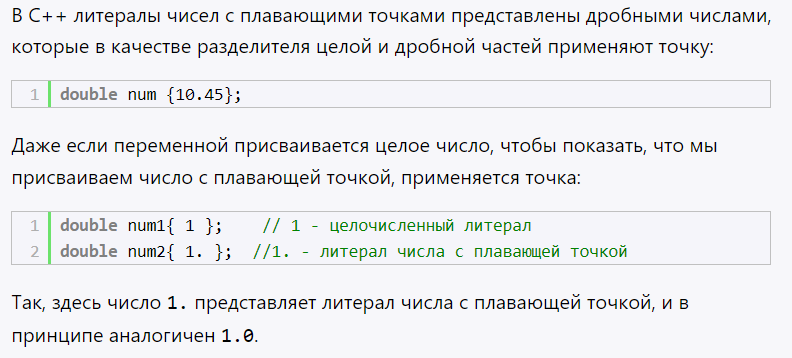 В C++ литералы чисел с плавающими точками представлены дробными числами,
которые в качестве разделителя целой и дробной частей применяют точку:
1 double num {10.45};
Даже если переменной присваивается целое число, чтобы показать, что мы
присваиваем число с плавающей точкой, применяется точка:
1 double num1{ 1 };    // 1 - целочисленный литерал
2 double num2{ 1. };  //1. - литерал числа с плавающей точкой
Так, здесь число 1. представляет литерал числа с плавающей точкой, и в
принципе аналогичен 1.0.